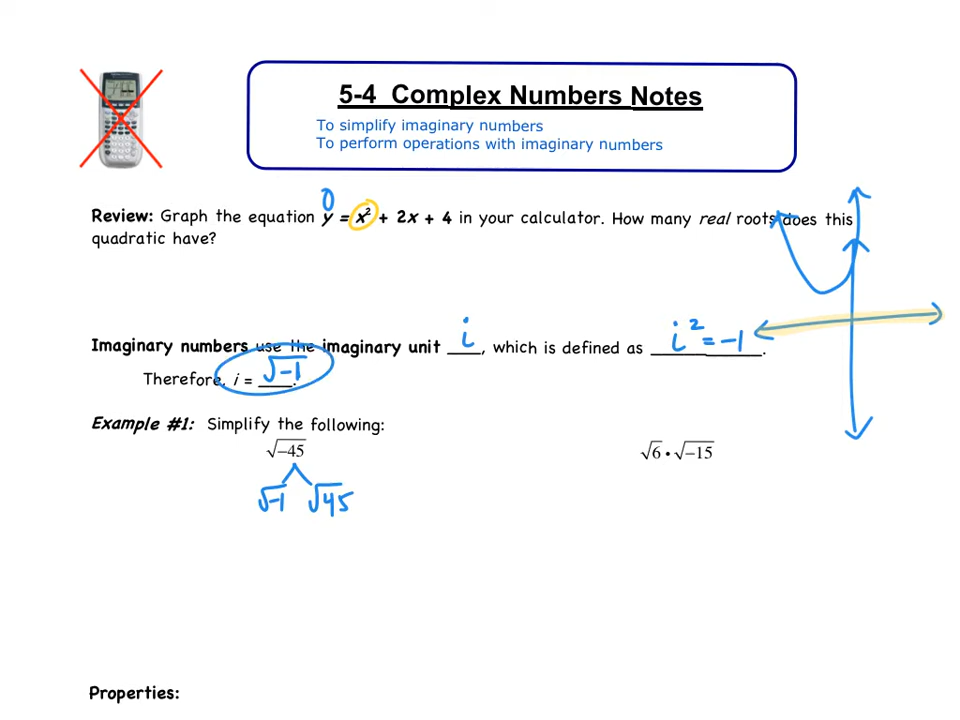 5-4 Complex Numbers Notes
To simplify imaginary numbers
To perform operations with imaginary numbers
0
Review: Graph the equation y = x² + 2x + 4 in your calculator. How many real roots does this
quadratic have?
Imaginary numbers use the imaginary unit i, which is defined as i² = -1.
Therefore, i = √-1.
Example #1: Simplify the following:
√-45 √6 • √-15
√-1 √45
Properties: